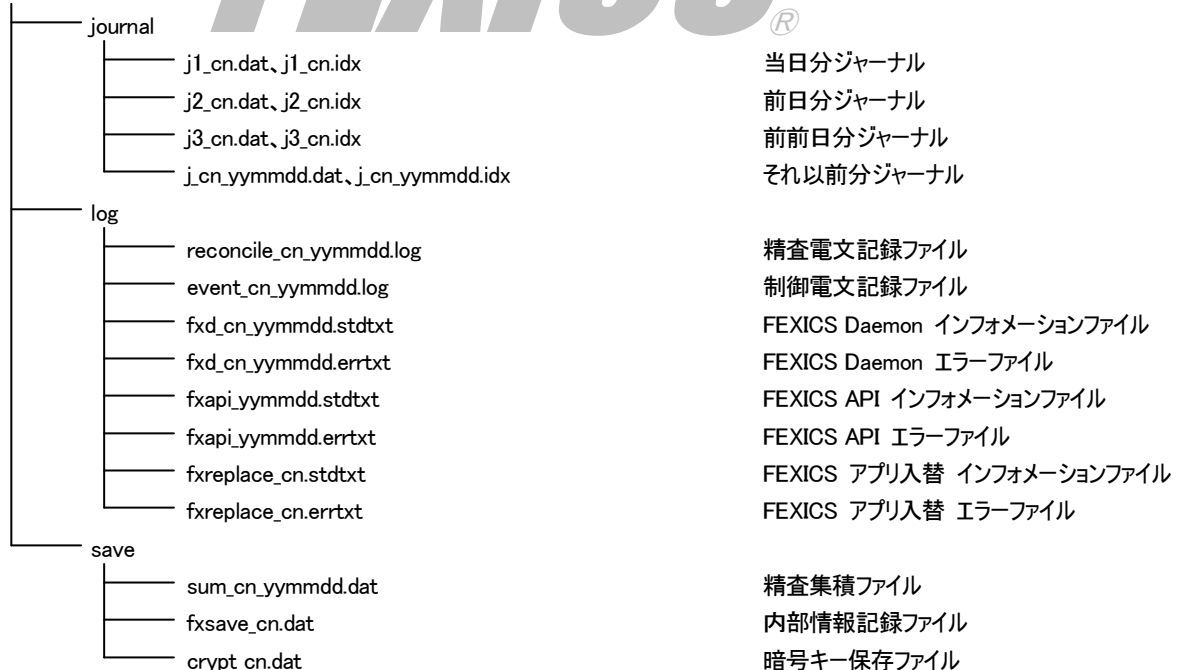 FEXICS®
journal
j1_cn.dat、j1_cn.idx 当日分ジャーナル
j2_cn.dat、j2_cn.idx 前日分ジャーナル
j3_cn.dat、j3_cn.idx 前前日分ジャーナル
j_cn_yymmdd.dat、j_cn_yymmdd.idx それ以前分ジャーナル
log
reconcile_cn_yymmdd.log 精査電文記録ファイル
event_cn_yymmdd.log 制御電文記録ファイル
fxd_cn_yymmdd.stdtxt FEXICS Daemon インフォメーションファイル
fxd_cn_yymmdd.errtxt FEXICS Daemon エラーファイル
fxapi_yymmdd.stdtxt FEXICS API インフォメーションファイル
fxapi_yymmdd.errtxt FEXICS API エラーファイル
fxreplace_cn.stdtxt FEXICS アプリ入替 インフォメーションファイル
fxreplace_cn.errtxt FEXICS アプリ入替 エラーファイル
save
sum_cn_yymmdd.dat 精査集積ファイル
fxsave_cn.dat 内部情報記録ファイル
crypt_cn.dat 暗号キー保存ファイル